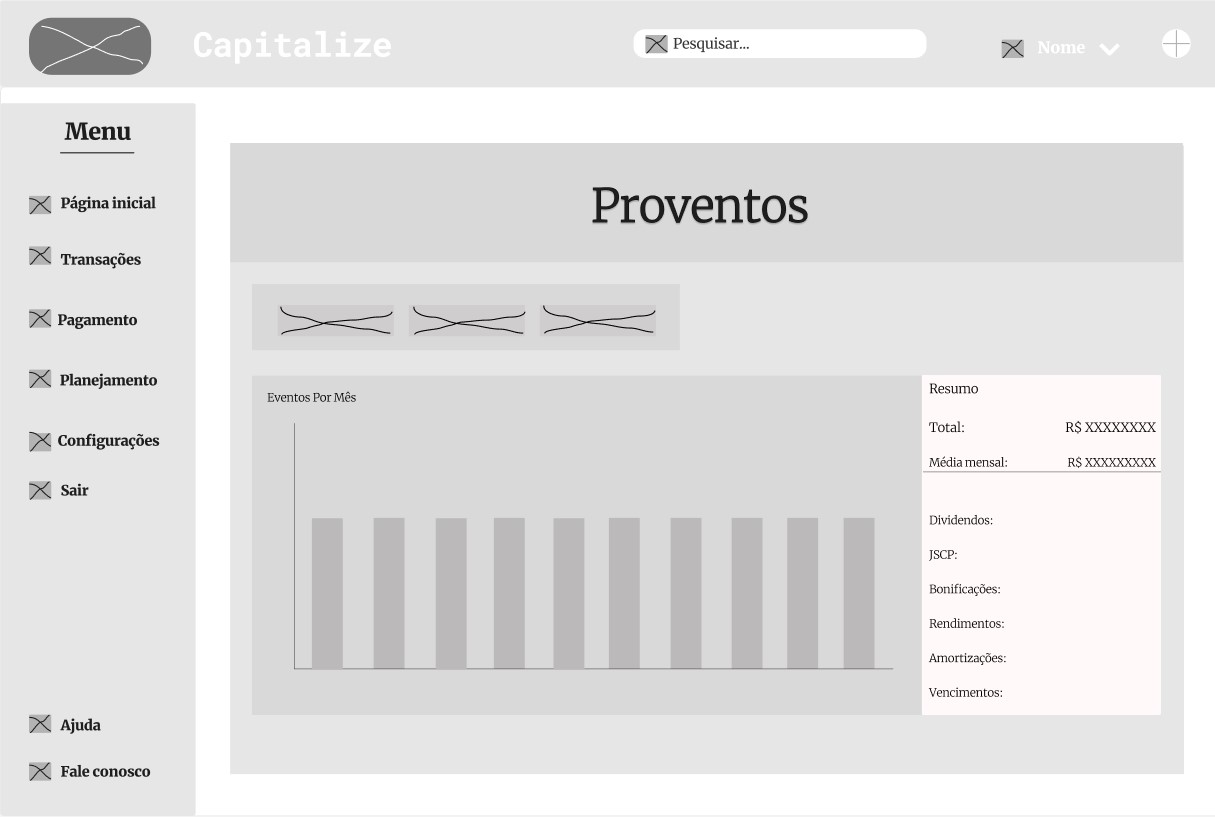 Capitalize
Pesquisar...
Nome
Menu
Página inicial
Transações
Pagamento
Planejamento
Configurações
Sair
Ajuda
Fale conosco
Proventos
Eventos Por Mês
Resumo
Total: R$ XXXXXXXX
Média mensal: R$ XXXXXXXXX
Dividendos:
JSCP:
Bonificações:
Rendimentos:
Amortizações:
Vencimentos: